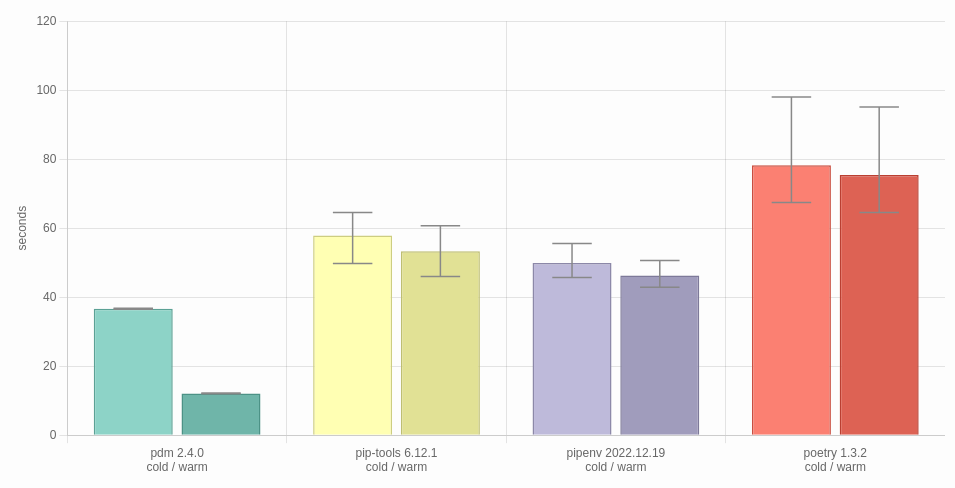 120
100
80
60
40
20
0
seconds
pdm 2.4.0
cold / warm
pip-tools 6.12.1
cold / warm
pipenv 2022.12.19
cold / warm
poetry 1.3.2
cold / warm